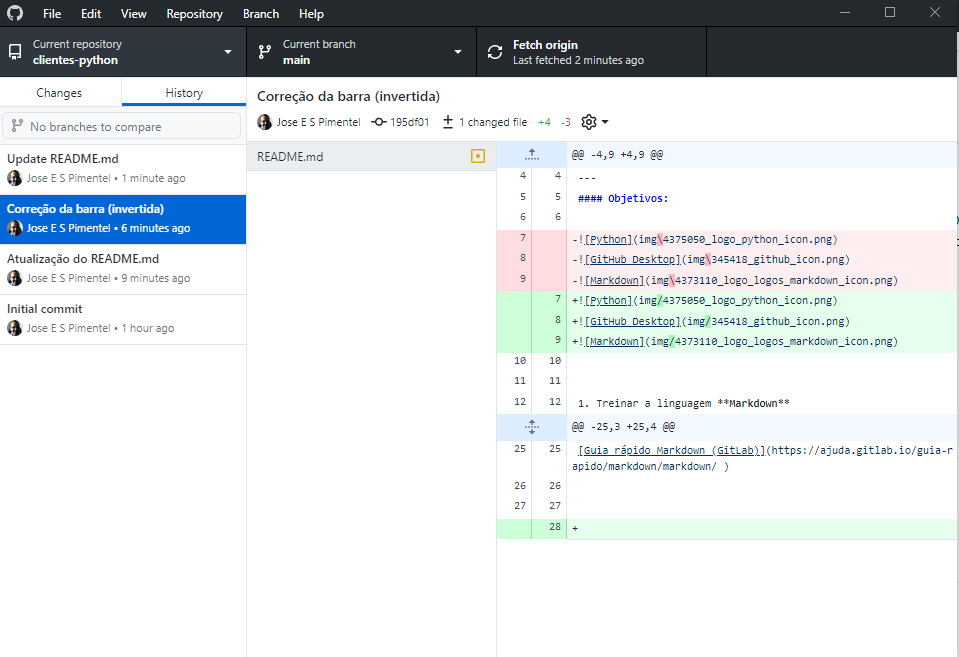 File Edit View Repository Branch Help
Current repository
clientes-python
Current branch
main
Fetch origin
Last fetched 2 minutes ago
Changes History
No branches to compare
Update README.md
Jose E S Pimentel • 1 minute ago
Correção da barra (invertida)
Jose E S Pimentel • 6 minutes ago
Atualização do README.md
Jose E S Pimentel • 9 minutes ago
Initial commit
Jose E S Pimentel • 1 hour ago
Correção da barra (invertida)
Jose E S Pimentel 195df01 1 changed file +4 -3
README.md
@@ -4,9 +4,9 @@
4 4 ---
5 5 #### Objetivos:
6 6
7 -![Python](img\4375050_logo_python_icon.png)
8 -![GitHub Desktop](img\345418_github_icon.png)
9 -![Markdown](img\4373110_logo_logos_markdown_icon.png)
7 +![Python](img/4375050_logo_python_icon.png)
8 +![GitHub Desktop](img/345418_github_icon.png)
9 +![Markdown](img/4373110_logo_logos_markdown_icon.png)
10 10
11 11
12 12 1. Treinar a linguagem **Markdown**
@@ -25,3 +25,4 @@
25 25 [Guia rápido Markdown (GitLab)](https://ajuda.gitlab.io/guia-r
apido/markdown/markdown/ )
26 26
27 27
28 +